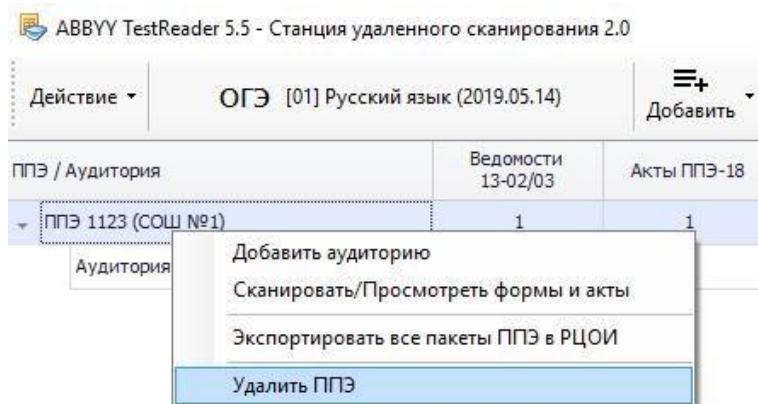 ABBYY TestReader 5.5 - Станция удаленного сканирования 2.0
Действие
ОГЭ [01] Русский язык (2019.05.14)
Добавить
ППЭ / Аудитория
Ведомости
13-02/03
Акты ППЭ-18
ППЭ 1123 (СОШ №1)
1
1
Аудитория
Добавить аудиторию
Сканировать/Просмотреть формы и акты
Экспортировать все пакеты ППЭ в РЦОИ
Удалить ППЭ